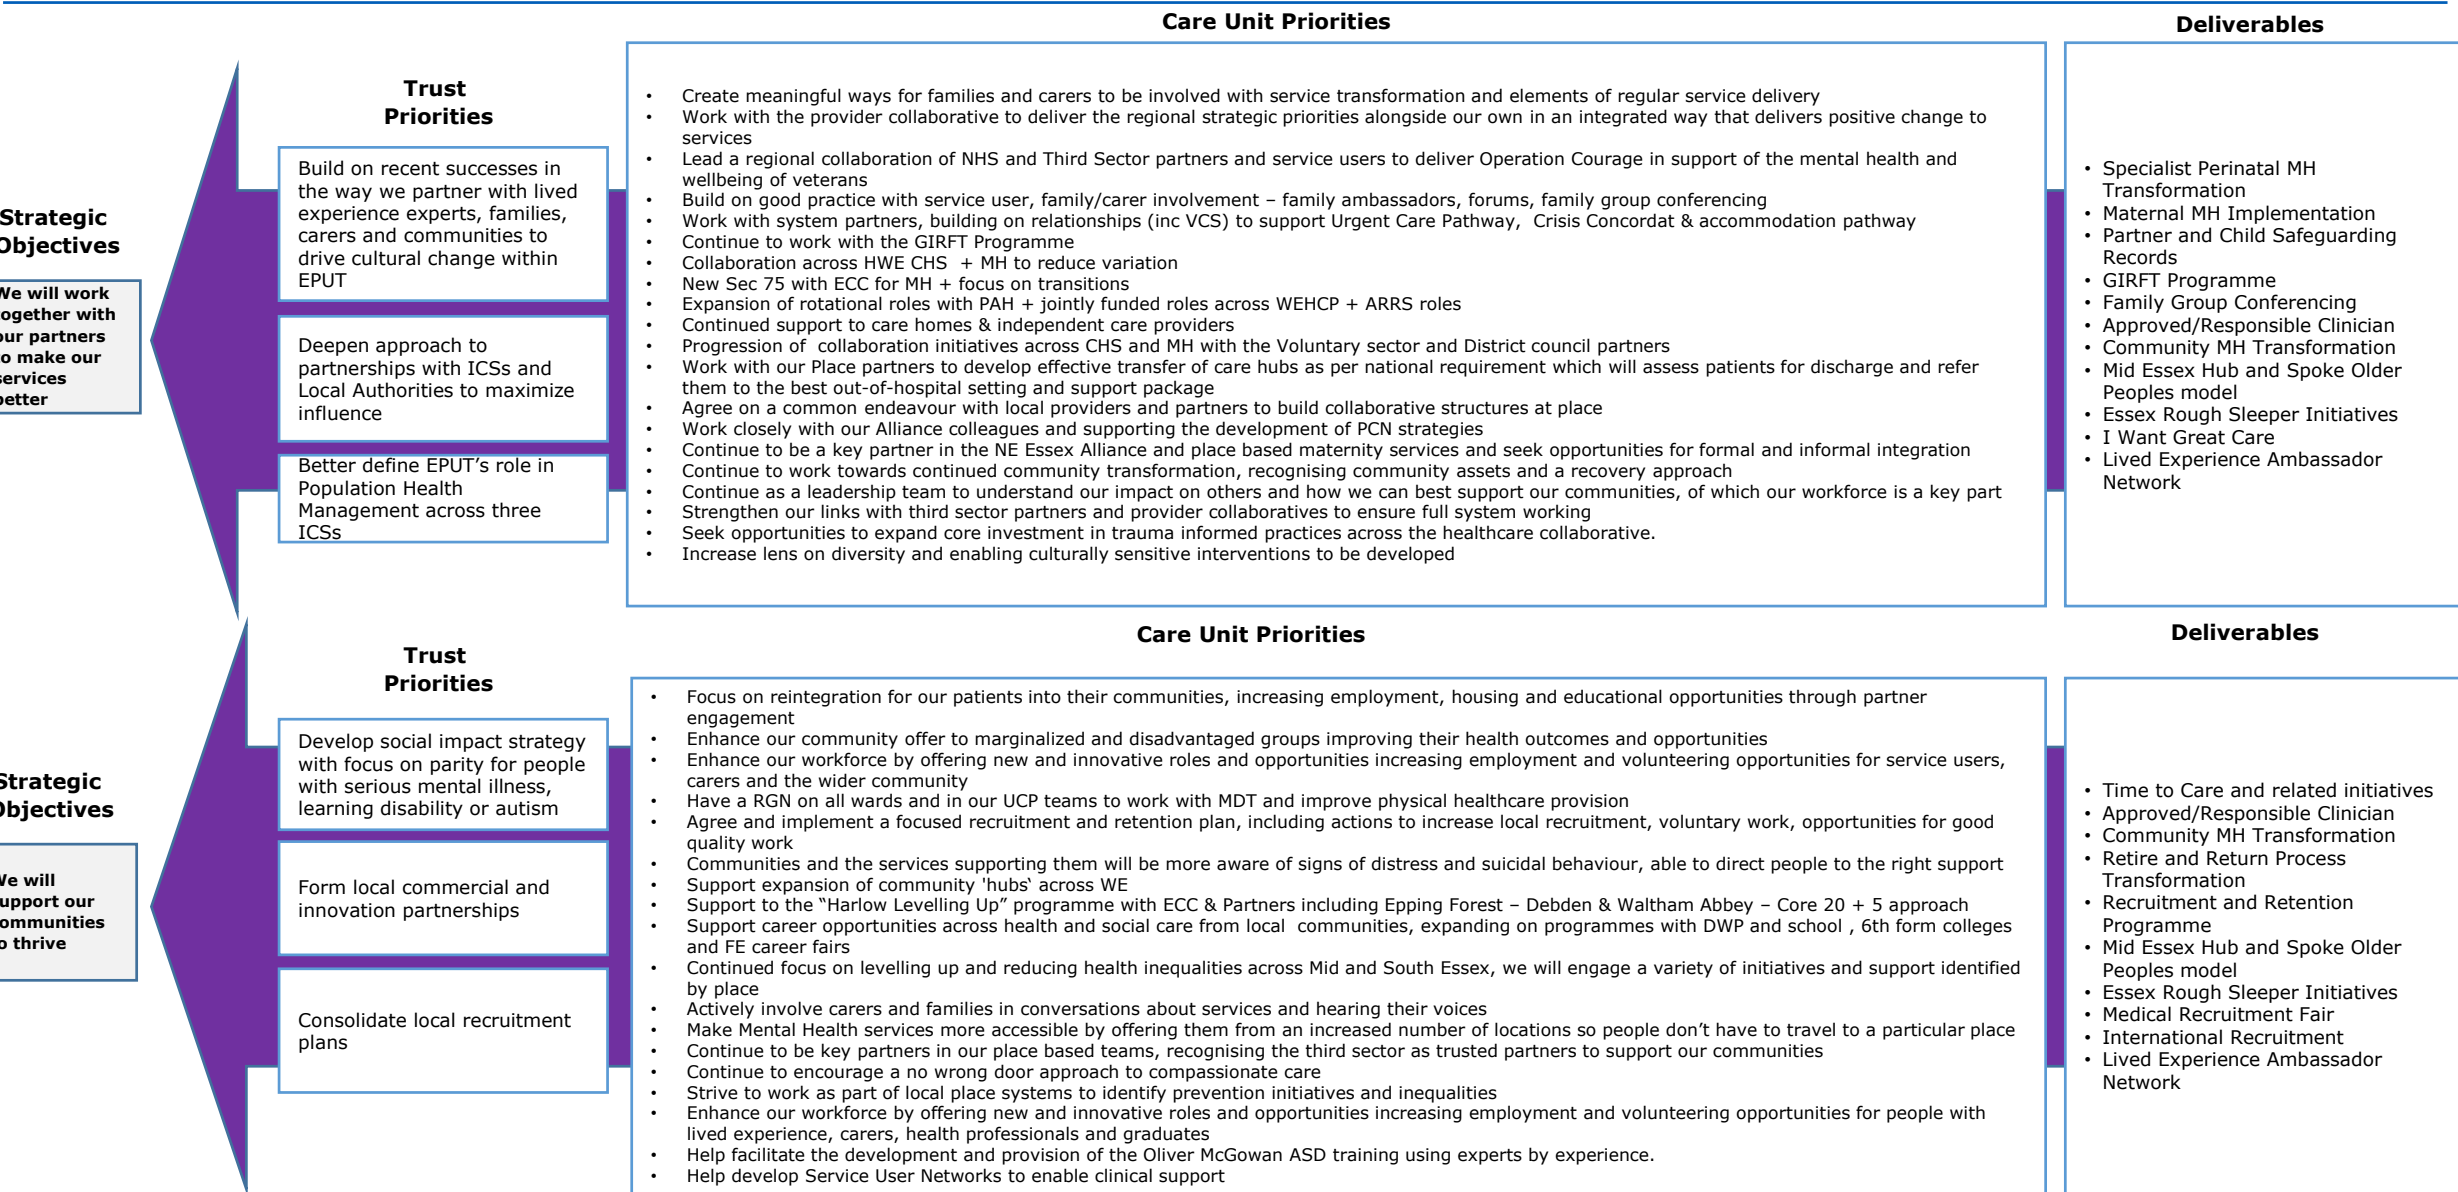 Care Unit Priorities
Deliverables
Trust
Priorities
Strategic
Objectives
We will work
together with
our partners
to make our
services
better
Build on recent successes in
the way we partner with lived
experience experts, families,
carers and communities to
drive cultural change within
EPUT
Deepen approach to
partnerships with ICSs and
Local Authorities to maximize
influence
Better define EPUT’s role in
Population Health
Management across three
ICSs
• Create meaningful ways for families and carers to be involved with service transformation and elements of regular service delivery
• Work with the provider collaborative to deliver the regional strategic priorities alongside our own in an integrated way that delivers positive change to
services
• Lead a regional collaboration of NHS and Third Sector partners and service users to deliver Operation Courage in support of the mental health and
wellbeing of veterans
• Build on good practice with service user, family/carer involvement – family ambassadors, forums, family group conferencing
• Work with system partners, building on relationships (inc VCS) to support Urgent Care Pathway, Crisis Concordat & accommodation pathway
• Continue to work with the GIRFT Programme
• Collaboration across HWE CHS + MH to reduce variation
• New Sec 75 with ECC for MH + focus on transitions
• Expansion of rotational roles with PAH + jointly funded roles across WEHCP + ARRS roles
• Continued support to care homes & independent care providers
• Progression of collaboration initiatives across CHS and MH with the Voluntary sector and District council partners
• Work with our Place partners to develop effective transfer of care hubs as per national requirement which will assess patients for discharge and refer
them to the best out-of-hospital setting and support package
• Agree on a common endeavour with local providers and partners to build collaborative structures at place
• Work closely with our Alliance colleagues and supporting the development of PCN strategies
• Continue to be a key partner in the NE Essex Alliance and place based maternity services and seek opportunities for formal and informal integration
• Continue to work towards continued community transformation, recognising community assets and a recovery approach
• Continue as a leadership team to understand our impact on others and how we can best support our communities, of which our workforce is a key part
• Strengthen our links with third sector partners and provider collaboratives to ensure full system working
• Seek opportunities to expand core investment in trauma informed practices across the healthcare collaborative.
• Increase lens on diversity and enabling culturally sensitive interventions to be developed
• Specialist Perinatal MH
Transformation
• Maternal MH Implementation
• Partner and Child Safeguarding
Records
• GIRFT Programme
• Family Group Conferencing
• Approved/Responsible Clinician
• Community MH Transformation
• Mid Essex Hub and Spoke Older
Peoples model
• Essex Rough Sleeper Initiatives
• I Want Great Care
• Lived Experience Ambassador
Network
Care Unit Priorities
Deliverables
Trust
Priorities
Strategic
Objectives
We will
support our
communities
to thrive
Develop social impact strategy
with focus on parity for people
with serious mental illness,
learning disability or autism
Form local commercial and
innovation partnerships
Consolidate local recruitment
plans
• Focus on reintegration for our patients into their communities, increasing employment, housing and educational opportunities through partner
engagement
• Enhance our community offer to marginalized and disadvantaged groups improving their health outcomes and opportunities
• Enhance our workforce by offering new and innovative roles and opportunities increasing employment and volunteering opportunities for service users,
carers and the wider community
• Have a RGN on all wards and in our UCP teams to work with MDT and improve physical healthcare provision
• Agree and implement a focused recruitment and retention plan, including actions to increase local recruitment, voluntary work, opportunities for good
quality work
• Communities and the services supporting them will be more aware of signs of distress and suicidal behaviour, able to direct people to the right support
• Support expansion of community 'hubs‘ across WE
• Support to the “Harlow Levelling Up” programme with ECC & Partners including Epping Forest – Debden & Waltham Abbey – Core 20 + 5 approach
• Support career opportunities across health and social care from local communities, expanding on programmes with DWP and school , 6th form colleges
and FE career fairs
• Continued focus on levelling up and reducing health inequalities across Mid and South Essex, we will engage a variety of initiatives and support identified
by place
• Actively involve carers and families in conversations about services and hearing their voices
• Make Mental Health services more accessible by offering them from an increased number of locations so people don’t have to travel to a particular place
• Continue to be key partners in our place based teams, recognising the third sector as trusted partners to support our communities
• Continue to encourage a no wrong door approach to compassionate care
• Strive to work as part of local place systems to identify prevention initiatives and inequalities
• Enhance our workforce by offering new and innovative roles and opportunities increasing employment and volunteering opportunities for people with
lived experience, carers, health professionals and graduates
• Help facilitate the development and provision of the Oliver McGowan ASD training using experts by experience.
• Help develop Service User Networks to enable clinical support
• Time to Care and related initiatives
• Approved/Responsible Clinician
• Community MH Transformation
• Retire and Return Process
Transformation
• Recruitment and Retention
Programme
• Mid Essex Hub and Spoke Older
Peoples model
• Essex Rough Sleeper Initiatives
• Medical Recruitment Fair
• International Recruitment
• Lived Experience Ambassador
Network